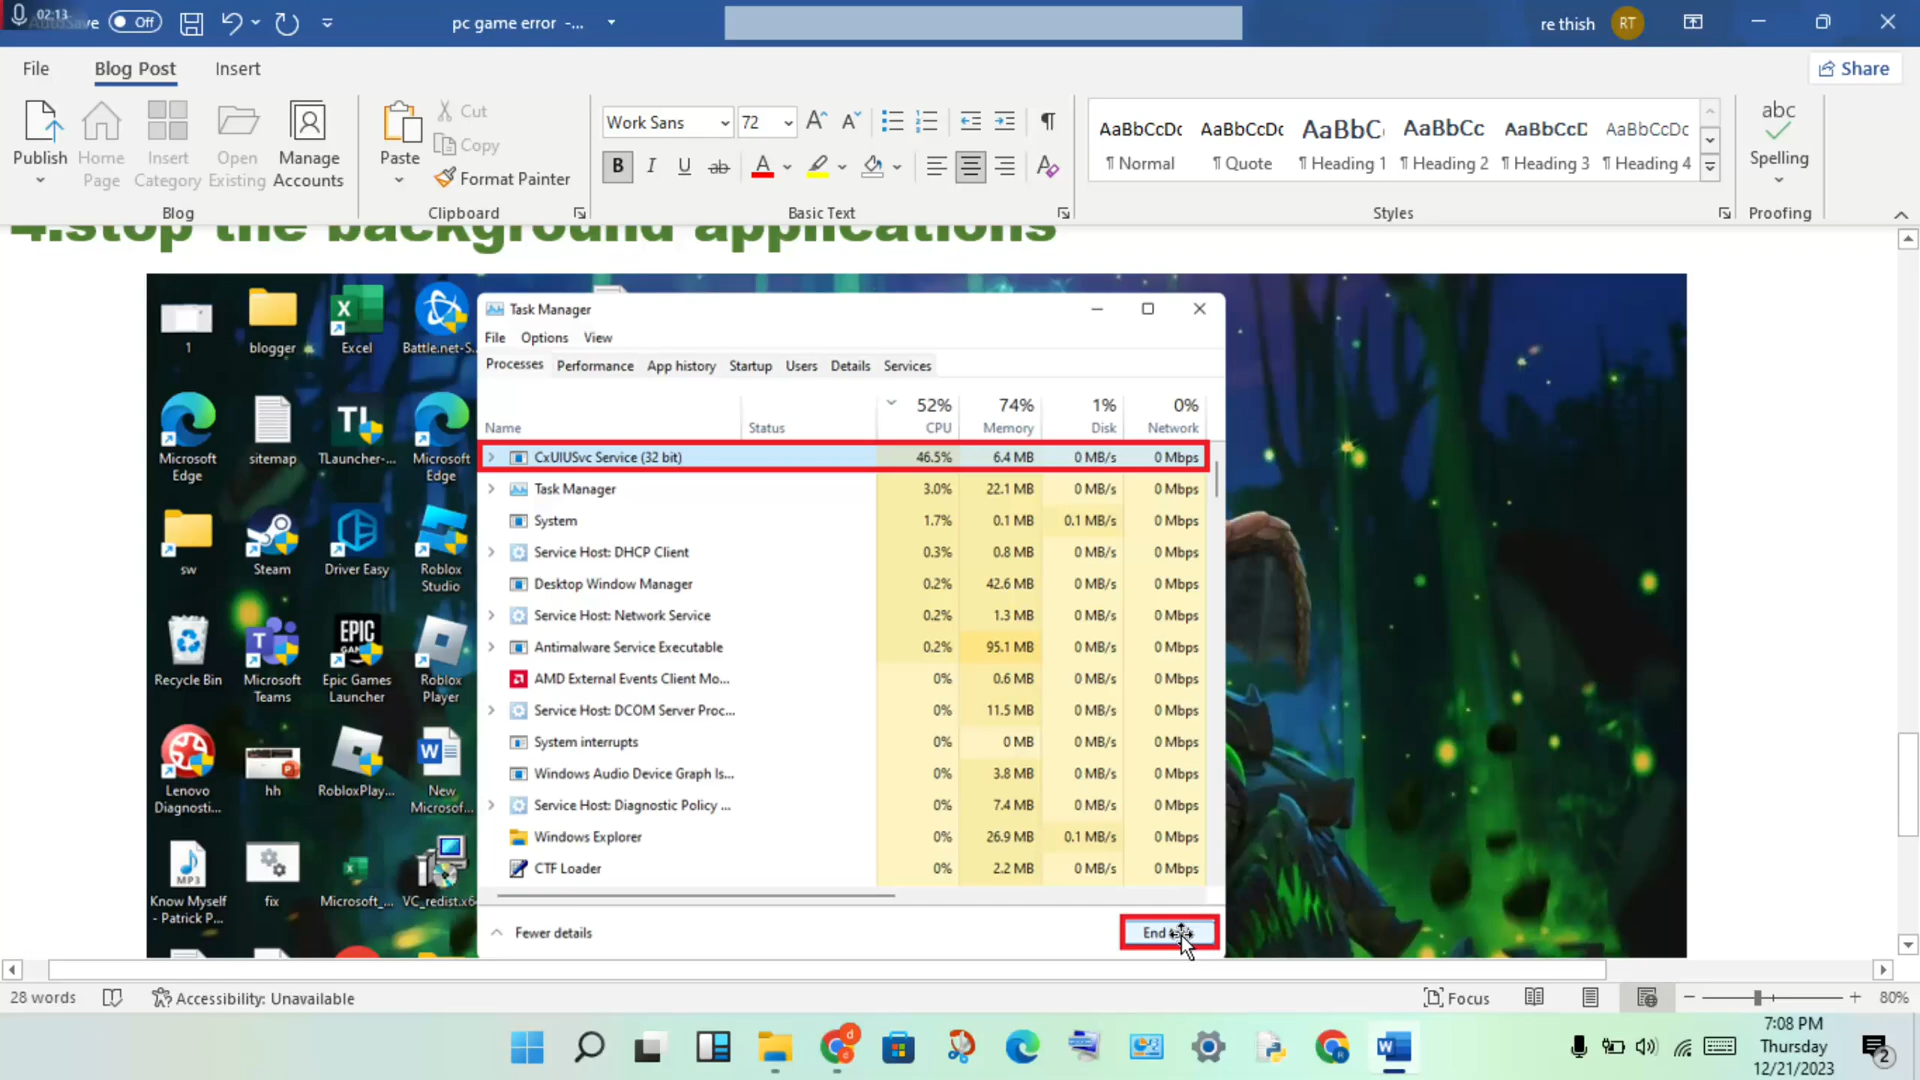 02:13
Off
pc game error -...
re thish
RT
File
Blog Post
Insert
Share
Publish
Home Page
Insert Category
Open Existing
Manage Accounts
Blog
Paste
Cut
Copy
Format Painter
Clipboard
Work Sans
72
B
I
U
ab
A
Basic Text
AaBbCcDc
¶ Normal
AaBbCcDc
¶ Quote
AaBbC
¶ Heading 1
AaBbCc
¶ Heading 2
AaBbCcD
¶ Heading 3
AaBbCcDc
¶ Heading 4
Styles
abc
Spelling
Proofing
4.stop the background applications
1
blogger
Excel
Battle.net-S...
Microsoft Edge
sitemap
TLauncher-...
Microsoft Edge
sw
Steam
Driver Easy
Roblox Studio
Recycle Bin
Microsoft Teams
Epic Games Launcher
Roblox Player
Lenovo Diagnosti...
hh
RobloxPlay...
New Microsof...
MP3
Know Myself - Patrick P...
fix
Microsoft_...
VC_redist.x6
Task Manager
File Options View
Processes Performance App history Startup Users Details Services
52% 74% 1% 0%
Name Status CPU Memory Disk Network
CxUIUSvc Service (32 bit) 46.5% 6.4 MB 0 MB/s 0 Mbps
Task Manager 3.0% 22.1 MB 0 MB/s 0 Mbps
System 1.7% 0.1 MB 0.1 MB/s 0 Mbps
Service Host: DHCP Client 0.3% 0.8 MB 0 MB/s 0 Mbps
Desktop Window Manager 0.2% 42.6 MB 0 MB/s 0 Mbps
Service Host: Network Service 0.2% 1.3 MB 0 MB/s 0 Mbps
Antimalware Service Executable 0.2% 95.1 MB 0 MB/s 0 Mbps
AMD External Events Client Mo... 0% 0.6 MB 0 MB/s 0 Mbps
Service Host: DCOM Server Proc... 0% 11.5 MB 0 MB/s 0 Mbps
System interrupts 0% 0 MB 0 MB/s 0 Mbps
Windows Audio Device Graph Is... 0% 3.8 MB 0 MB/s 0 Mbps
Service Host: Diagnostic Policy ... 0% 7.4 MB 0 MB/s 0 Mbps
Windows Explorer 0% 26.9 MB 0.1 MB/s 0 Mbps
CTF Loader 0% 2.2 MB 0 MB/s 0 Mbps
Fewer details
End
28 words
Accessibility: Unavailable
Focus
80%
7:08 PM
Thursday
12/21/2023
2